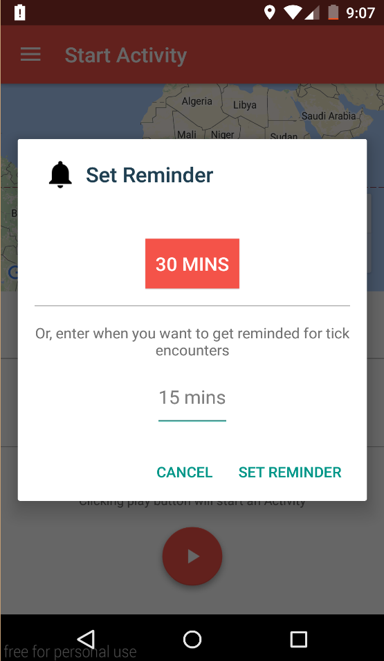 9:07
Start Activity
Algeria
Libya
Saudi Arabia
Mali
Niger
Sudan
Set Reminder
30 MINS
Or, enter when you want to get reminded for tick
encounters
15 mins
CANCEL
SET REMINDER
Clicking play button will start an Activity
free for personal use